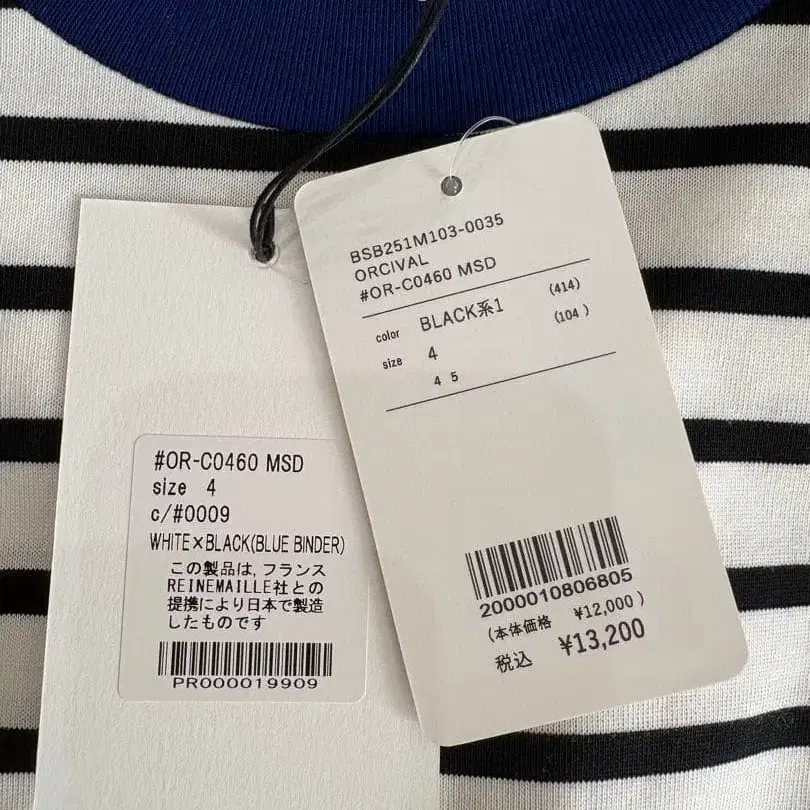 BSB251M103-0035
ORCIVAL
#OR-C0460 MSD
color BLACK系1 (414)
size 4 (104 )
4 5
2000010806805
(本体価格 ¥12,000 )
税込 ¥13,200
#OR-C0460 MSD
size 4
c/#0009
WHITE×BLACK(BLUE BINDER)
この製品は,フランス
REINEMAILLE社との
提携により日本で製造
したものです
PR000019909